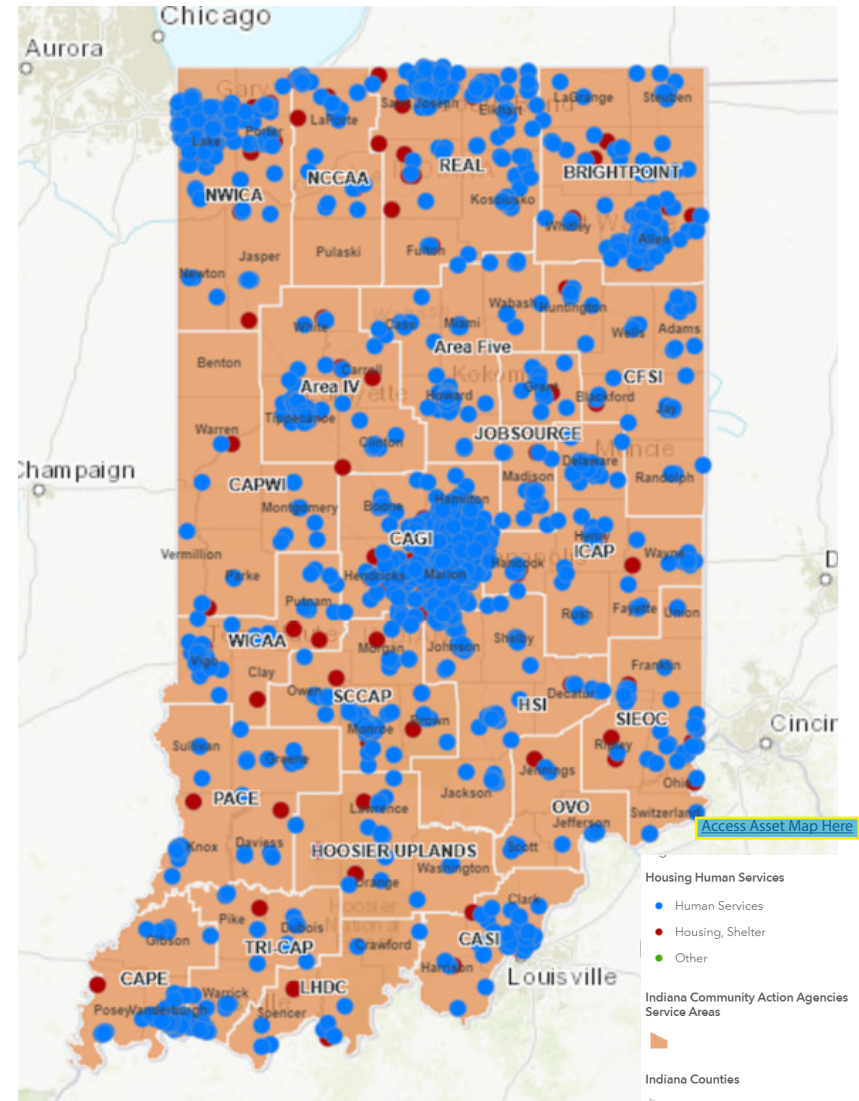 Chicago
Aurora
Gary
LaGrange
Steuben
Saint Joseph
Elkhart
LaPorte
Porter
Lake
REAL
BRIGHTPOINT
NCCAA
NWICA
Kosciusko
Whitley
Allen
Jasper
Pulaski
Fulton
Newton
Wabash
Huntington
White
Cass
Miami
Wells
Adams
Area Five
Benton
Carroll
Kokomo
CFSI
Area IV
Grant
Howard
Blackford
Jay
Tippecanoe
Warren
Clinton
JOBSOURCE
Muncie
Delaware
Champaign
Madison
Randolph
CAPWI
Hamilton
Montgomery
Boone
CAGI
Henry
ICAP
Wayne
Vermillion
Hancock
Hendricks
Marion
Parke
Putnam
Rush
Fayette
Union
WICAA
Morgan
Johnson
Shelby
Vigo
Franklin
Clay
Owen
SCCAP
Decatur
HSI
Brown
SIEOC
Monroe
Cincin
Sullivan
Greene
Ripley
Jennings
Ohio
PACE
Lawrence
Jackson
OVO
Jefferson
Switzerland
Access Asset Map Here
Knox
Daviess
HOOSIER UPLANDS
Scott
Washington
Orange
Clark
Pike
Dubois
Hoosier
National
Gibson
TRI-CAP
Crawford
CASI
Harrison
Louisville
CAPE
LHDC
Warrick
Posey
Vanderburgh
Spencer
Housing Human Services
Human Services
Housing, Shelter
Other
Indiana Community Action Agencies
Service Areas
Indiana Counties